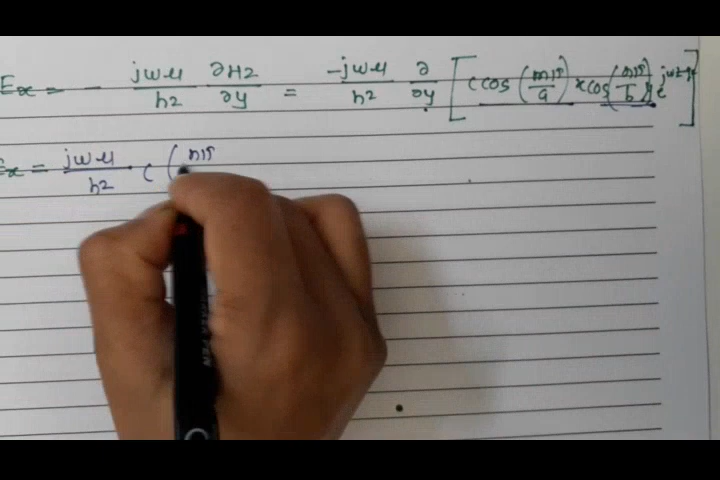 Ex = - jωμ/h2 ∂Hz/∂y = -jωμ/h2 ∂/∂y [ C cos (mπ/a) x cos (nπ/b) y e^jωt-γz ]
Ex = jωμ/h2 C ( nπ